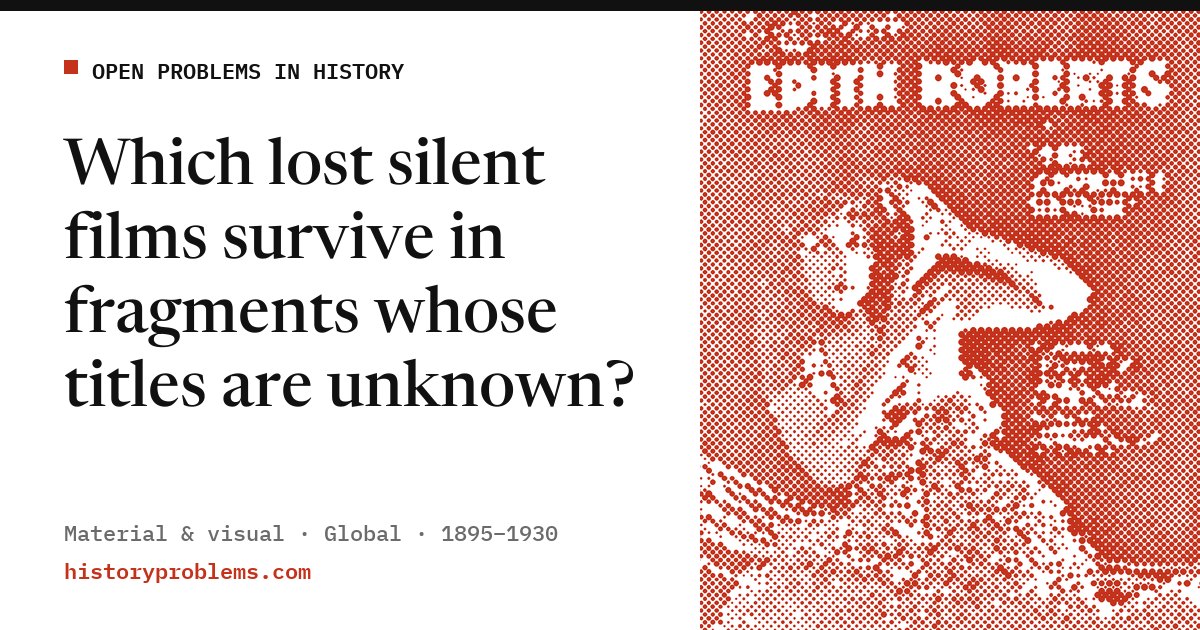 OPEN PROBLEMS IN HISTORY
Which lost silent
films survive in
fragments whose
titles are unknown?
Material & visual · Global · 1895–1930
historyproblems.com
EDITH ROBERTS